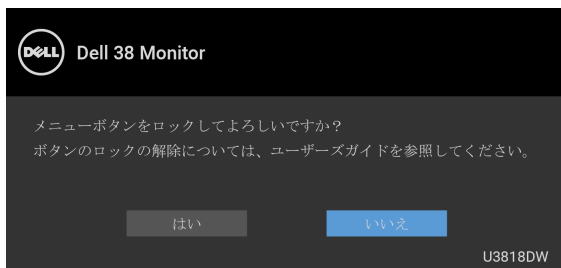 DELL
Dell 38 Monitor
メニューボタンをロックしてよろしいですか？
ボタンのロックの解除については、ユーザーズガイドを参照してください。
はい
いいえ
U3818DW